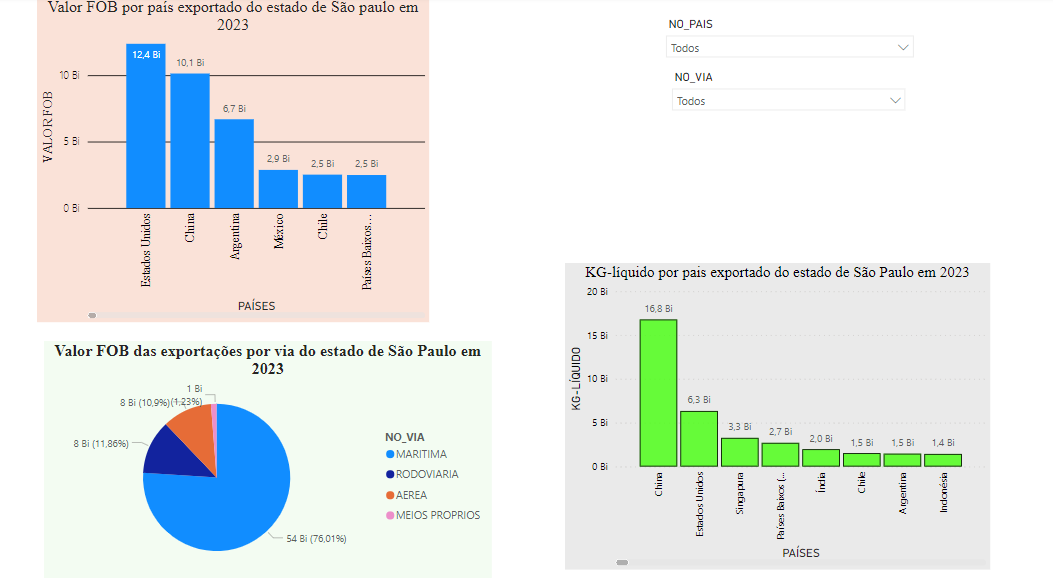 Valor FOB por país exportado do estado de São paulo em
2023
VALOR FOB
10 Bi
5 Bi
0 Bi
12,4 Bi
10,1 Bi
6,7 Bi
2,9 Bi
2,5 Bi
2,5 Bi
Estados Unidos
China
Argentina
México
Chile
Países Baixos…
PAÍSES
NO_PAIS
Todos
NO_VIA
Todos
Valor FOB das exportações por via do estado de São Paulo em
2023
1 Bi
(1,23%)
8 Bi (10,9%)
8 Bi (11,86%)
54 Bi (76,01%)
NO_VIA
MARITIMA
RODOVIARIA
AEREA
MEIOS PROPRIOS
KG-líquido por pais exportado do estado de São Paulo em 2023
KG-LÍQUIDO
20 Bi
15 Bi
10 Bi
5 Bi
0 Bi
16,8 Bi
6,3 Bi
3,3 Bi
2,7 Bi
2,0 Bi
1,5 Bi
1,5 Bi
1,4 Bi
China
Estados Unidos
Singapura
Países Baixos (…
Índia
Chile
Argentina
Indonésia
PAÍSES